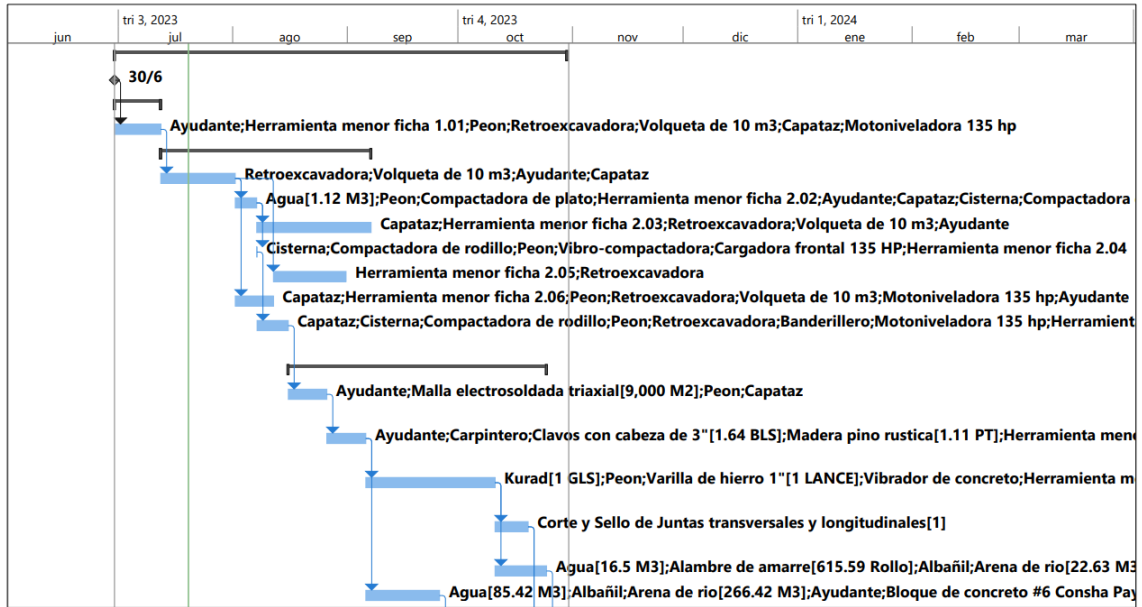 tri 3, 2023 tri 4, 2023 tri 1, 2024
jun jul ago sep oct nov dic ene feb mar
30/6
Ayudante;Herramienta menor ficha 1.01;Peon;Retroexcavadora;Volqueta de 10 m3;Capataz;Motoniveladora 135 hp
Retroexcavadora;Volqueta de 10 m3;Ayudante;Capataz
Agua[1.12 M3];Peon;Compactadora de plato;Herramienta menor ficha 2.02;Ayudante;Capataz;Cisterna;Compactadora
Capataz;Herramienta menor ficha 2.03;Retroexcavadora;Volqueta de 10 m3;Ayudante
Cisterna;Compactadora de rodillo;Peon;Vibro-compactadora;Cargadora frontal 135 HP;Herramienta menor ficha 2.04
Herramienta menor ficha 2.05;Retroexcavadora
Capataz;Herramienta menor ficha 2.06;Peon;Retroexcavadora;Volqueta de 10 m3;Motoniveladora 135 hp;Ayudante
Capataz;Cisterna;Compactadora de rodillo;Peon;Retroexcavadora;Banderillero;Motoniveladora 135 hp;Herramient
Ayudante;Malla electrosoldada triaxial[9,000 M2];Peon;Capataz
Ayudante;Carpintero;Clavos con cabeza de 3"[1.64 BLS];Madera pino rustica[1.11 PT];Herramienta men
Kurad[1 GLS];Peon;Varilla de hierro 1"[1 LANCE];Vibrador de concreto;Herramienta m
Corte y Sello de Juntas transversales y longitudinales[1]
Agua[16.5 M3];Alambre de amarre[615.59 Rollo];Albañil;Arena de rio[22.63 M3
Agua[85.42 M3];Albañil;Arena de rio[266.42 M3];Ayudante;Bloque de concreto #6 Consha Pay